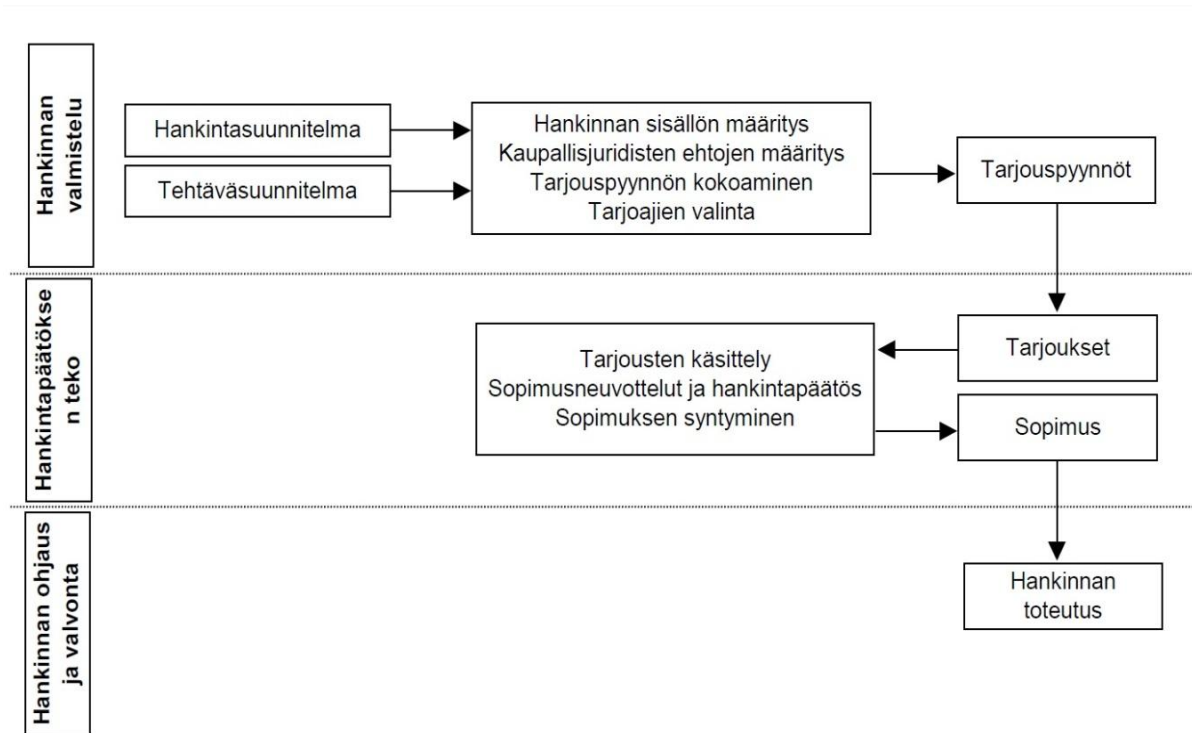 Hankinnan
valmistelu
Hankintasuunnitelma
Tehtäväsuunnitelma
Hankinnan sisällön määritys
Kaupallisjuridisten ehtojen määritys
Tarjouspyynnön kokoaminen
Tarjoajien valinta
Tarjouspyynnöt
Hankintapäätökse
n teko
Tarjoukset
Tarjousten käsittely
Sopimusneuvottelut ja hankintapäätös
Sopimuksen syntyminen
Sopimus
Hankinnan ohjaus
ja valvonta
Hankinnan
toteutus